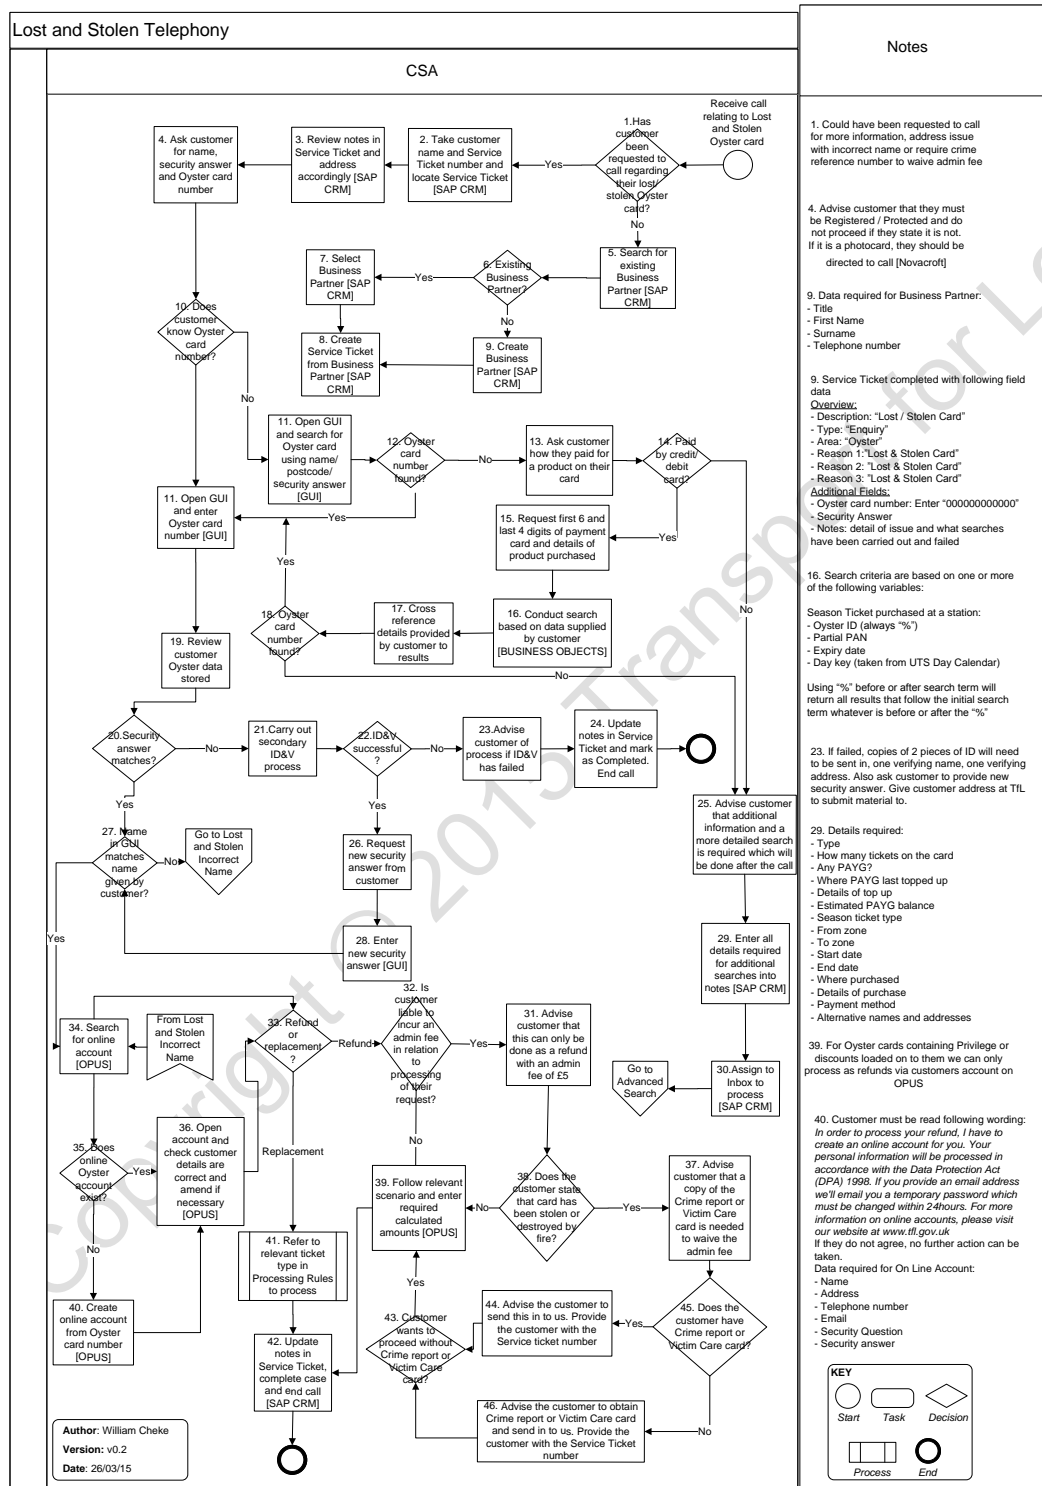 Lost and Stolen Telephony
Notes
CSA
Receive call
relating to Lost
and Stolen
Oyster card
1.Has
customer
been
requested to
call regarding
their lost/
stolen Oyster
card?
Yes
No
2. Take customer
name and Service
Ticket number and
locate Service Ticket
[SAP CRM]
3. Review notes in
Service Ticket and
address
accordingly [SAP
CRM]
4. Ask customer
for name,
security answer
and Oyster card
number
5. Search for
existing
Business
Partner [SAP
CRM]
6. Existing
Business
Partner?
Yes
No
7. Select
Business
Partner [SAP
CRM]
8. Create
Service Ticket
from Business
Partner [SAP
CRM]
9. Create
Business
Partner [SAP
CRM]
10. Does
customer
know Oyster
card
number?
No
11. Open GUI
and search for
Oyster card
using name/
postcode/
security answer
[GUI]
12. Oyster
card
number
found?
No
Yes
13. Ask customer
how they paid for
a product on their
card
14. Paid
by credit/
debit
card?
Yes
No
11. Open GUI
and enter
Oyster card
number [GUI]
15. Request first 6 and
last 4 digits of payment
card and details of
product purchased
16. Conduct search
based on data supplied
by customer
[BUSINESS OBJECTS]
17. Cross
reference
details provided
by customer to
results
18. Oyster
card
number
found?
Yes
No
19. Review
customer
Oyster data
stored
20.Security
answer
matches?
No
Yes
21.Carry out
secondary
ID&V
process
22.ID&V
successful
?
No
Yes
23.Advise
customer of
process if ID&V
has failed
24. Update
notes in Service
Ticket and mark
as Completed.
End call
25. Advise customer
that additional
information and a
more detailed search
is required which will
be done after the call
26. Request
new security
answer from
customer
27. Name
in GUI
matches
name
given by
customer?
No
Yes
Go to Lost
and Stolen
Incorrect
Name
28. Enter
new security
answer [GUI]
29. Enter all
details required
for additional
searches into
notes [SAP CRM]
30.Assign to
Inbox to
process
[SAP CRM]
Go to
Advanced
Search
31. Advise
customer that
this can only be
done as a refund
with an admin
fee of £5
32. Is
customer
liable to
incur an
admin fee
in relation
to
processing
of their
request?
Yes
No
33. Refund
or
replacement
?
Refund
Replacement
34. Search
for online
account
[OPUS]
From Lost
and Stolen
Incorrect
Name
35. Does
online
Oyster
account
exist?
Yes
No
36. Open
account and
check customer
details are
correct and
amend if
necessary
[OPUS]
37. Advise
customer that a
copy of the
Crime report or
Victim Care
card is needed
to waive the
admin fee
38. Does the
customer state
that card has
been stolen or
destroyed by
fire?
No
Yes
39. Follow relevant
scenario and enter
required
calculated
amounts [OPUS]
Yes
40. Create
online account
from Oyster
card number
[OPUS]
41. Refer to
relevant ticket
type in
Processing Rules
to process
42. Update
notes in
Service Ticket,
complete case
and end call
[SAP CRM]
43. Customer
wants to
proceed without
Crime report or
Victim Care
card?
44. Advise the customer to
send this in to us. Provide
the customer with the
Service ticket number
45. Does the
customer have
Crime report or
Victim Care card?
Yes
No
46. Advise the customer to obtain
Crime report or Victim Care card
and send in to us. Provide the
customer with the Service Ticket
number
Author: William Cheke
Version: v0.2
Date: 26/03/15
1. Could have been requested to call
for more information, address issue
with incorrect name or require crime
reference number to waive admin fee
4. Advise customer that they must
be Registered / Protected and do
not proceed if they state it is not.
If it is a photocard, they should be
directed to call [Novacroft]
9. Data required for Business Partner:
- Title
- First Name
- Surname
- Telephone number
9. Service Ticket completed with following field
data
Overview:
- Description: “Lost / Stolen Card”
- Type: “Enquiry”
- Area: “Oyster”
- Reason 1:”Lost & Stolen Card”
- Reason 2: ”Lost & Stolen Card”
- Reason 3: ”Lost & Stolen Card”
Additional Fields:
- Oyster card number: Enter “000000000000”
- Security Answer
- Notes: detail of issue and what searches
have been carried out and failed
16. Search criteria are based on one or more
of the following variables:
Season Ticket purchased at a station:
- Oyster ID (always “%”)
- Partial PAN
- Expiry date
- Day key (taken from UTS Day Calendar)
Using “%” before or after search term will
return all results that follow the initial search
term whatever is before or after the “%”
23. If failed, copies of 2 pieces of ID will need
to be sent in, one verifying name, one verifying
address. Also ask customer to provide new
security answer. Give customer address at TfL
to submit material to.
29. Details required:
- Type
- How many tickets on the card
- Any PAYG?
- Where PAYG last topped up
- Details of top up
- Estimated PAYG balance
- Season ticket type
- From zone
- To zone
- Start date
- End date
- Where purchased
- Details of purchase
- Payment method
- Alternative names and addresses
39. For Oyster cards containing Privilege or
discounts loaded on to them we can only
process as refunds via customers account on
OPUS
40. Customer must be read following wording:
In order to process your refund, I have to
create an online account for you. Your
personal information will be processed in
accordance with the Data Protection Act
(DPA) 1998. If you provide an email address
we'll email you a temporary password which
must be changed within 24hours. For more
information on online accounts, please visit
our website at www.tfl.gov.uk
If they do not agree, no further action can be
taken.
Data required for On Line Account:
- Name
- Address
- Telephone number
- Email
- Security Question
- Security answer
KEY
Start
Task
Decision
Process
End
Copyright © 2015 Transport for Lo